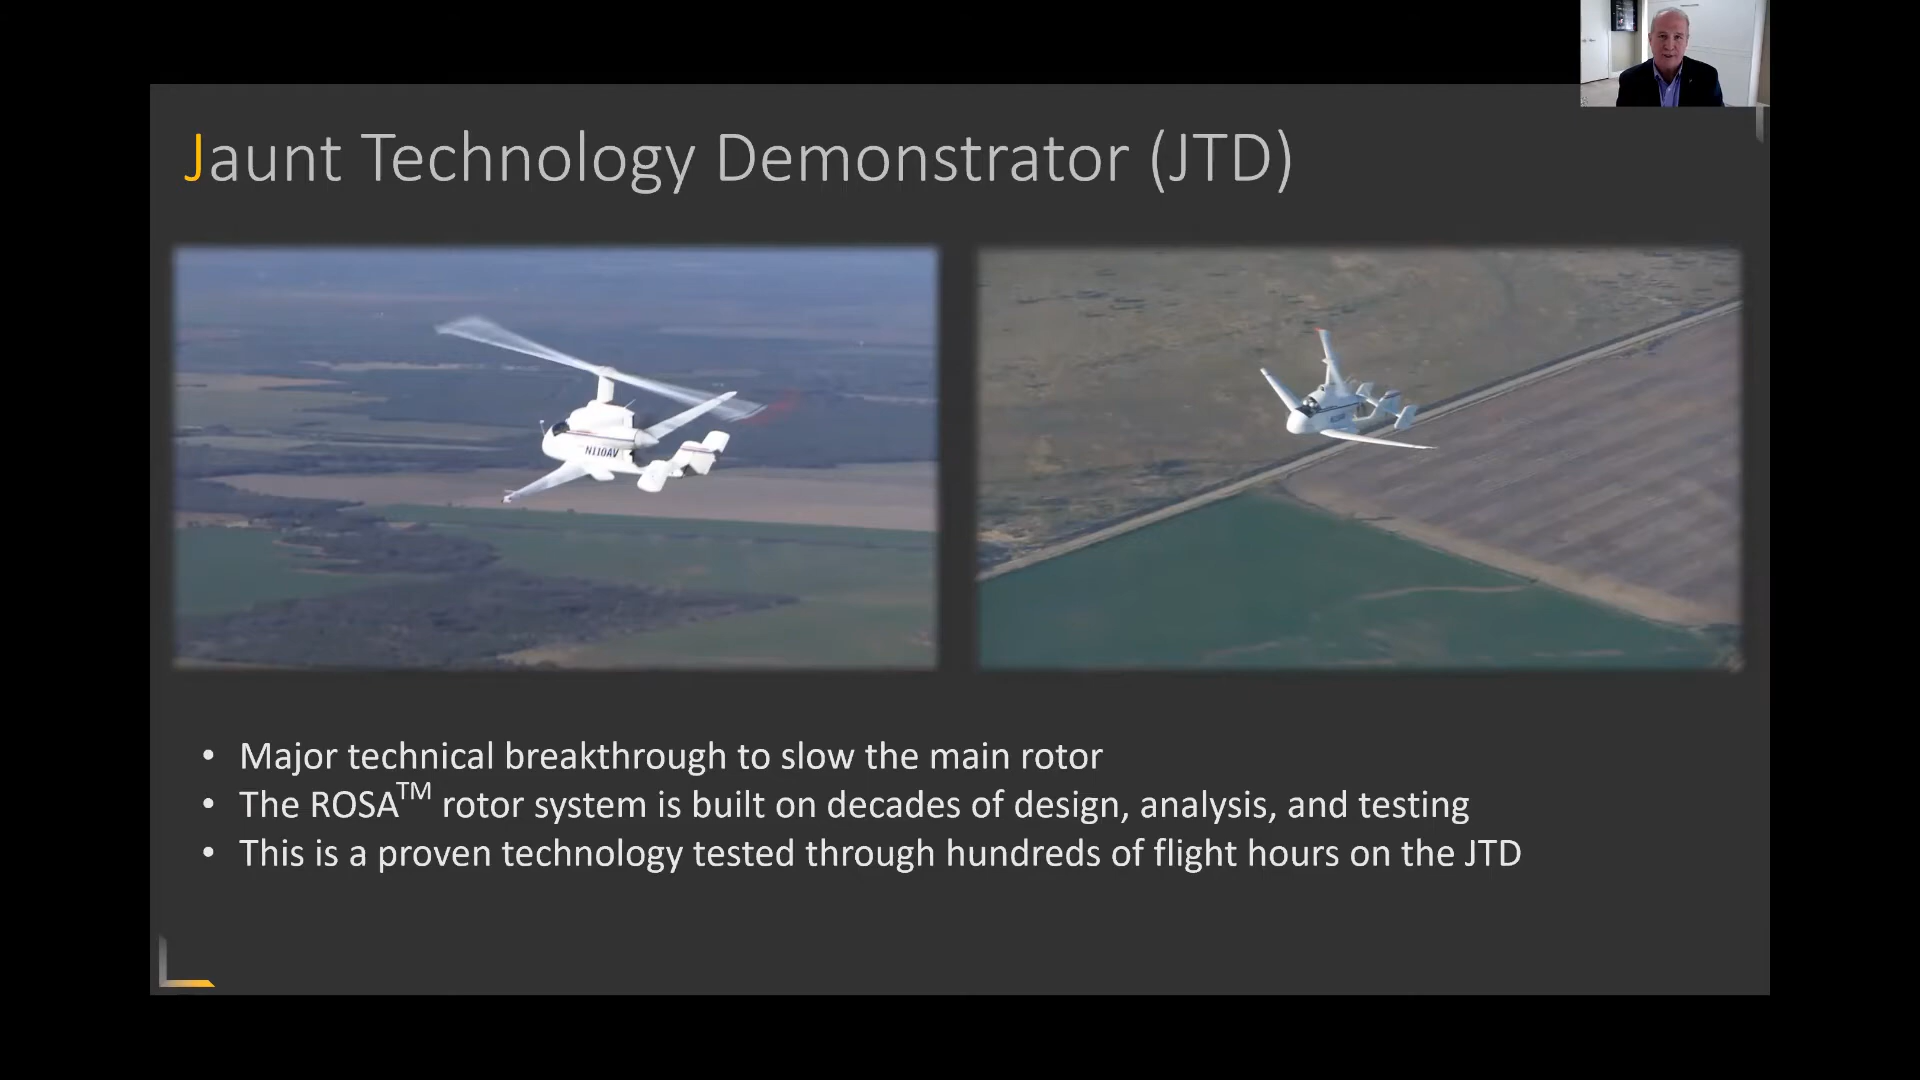 Jaunt Technology Demonstrator (JTD)
N110AV
• Major technical breakthrough to slow the main rotor
• The ROSA™ rotor system is built on decades of design, analysis, and testing
• This is a proven technology tested through hundreds of flight hours on the JTD